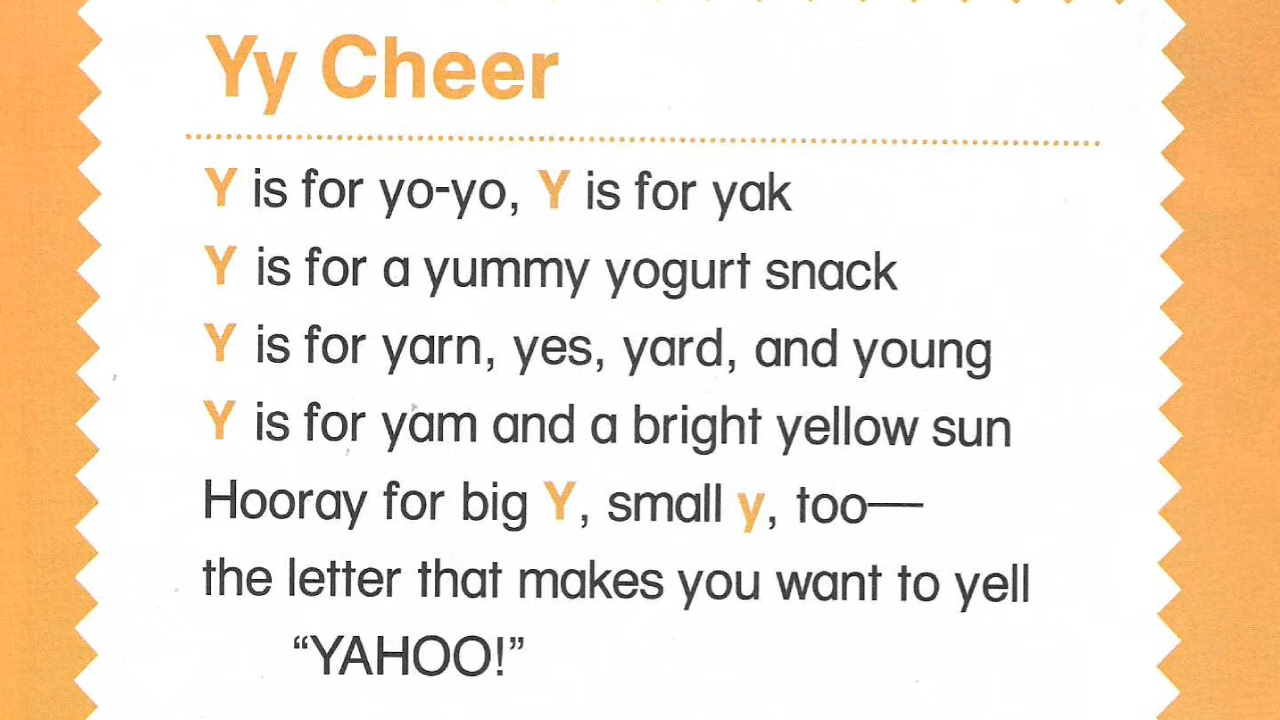 Yy Cheer
Y is for yo-yo, Y is for yak
Y is for a yummy yogurt snack
Y is for yarn, yes, yard, and young
Y is for yam and a bright yellow sun
Hooray for big Y, small y, too—
the letter that makes you want to yell
“YAHOO!”